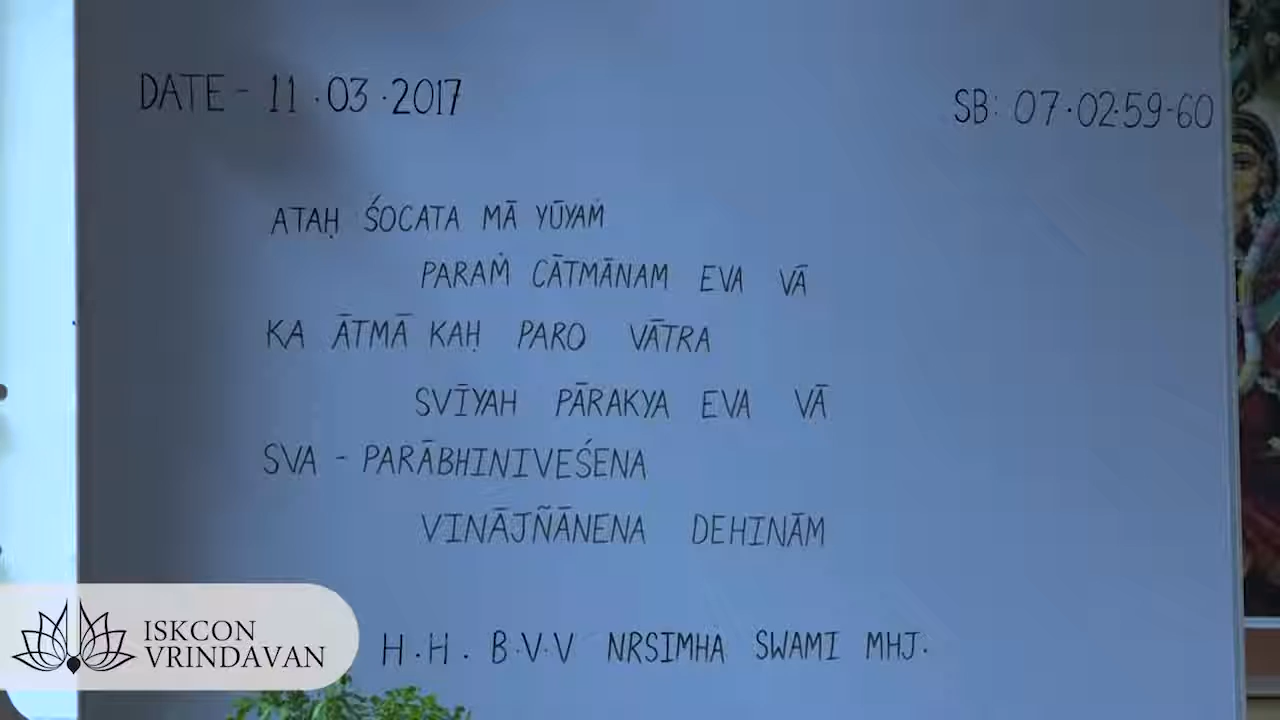 DATE - 11.03.2017
SB: 07.02.59-60
ATAḤ ŚOCATA MĀ YŪYAṀ
PARAṀ CĀTMĀNAM EVA VĀ
KA ĀTMĀ KAḤ PARO VĀTRA
SVĪYAH PĀRAKYA EVA VĀ
SVA - PARĀBHINIVEŚENA
VINĀJÑĀNENA DEHINĀM
H.H. B.V.V NRSIMHA SWAMI MHJ.
ISKCON
VRINDAVAN